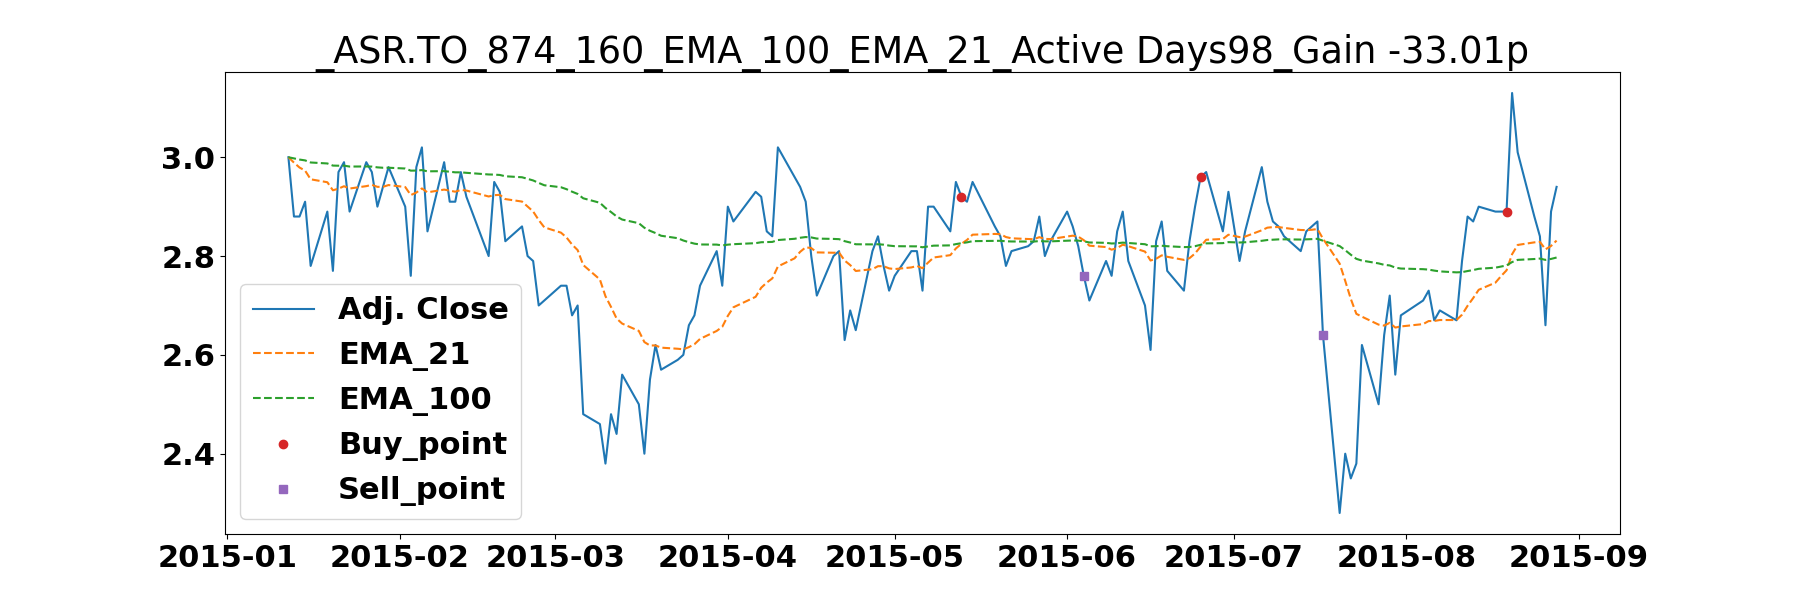 _ASR.TO_874_160_EMA_100_EMA_21_Active Days98_Gain -33.01p
3.0
2.8
2.6
2.4
Adj. Close
EMA_21
EMA_100
Buy_point
Sell_point
2015-01 2015-02 2015-03 2015-04 2015-05 2015-06 2015-07 2015-08 2015-09